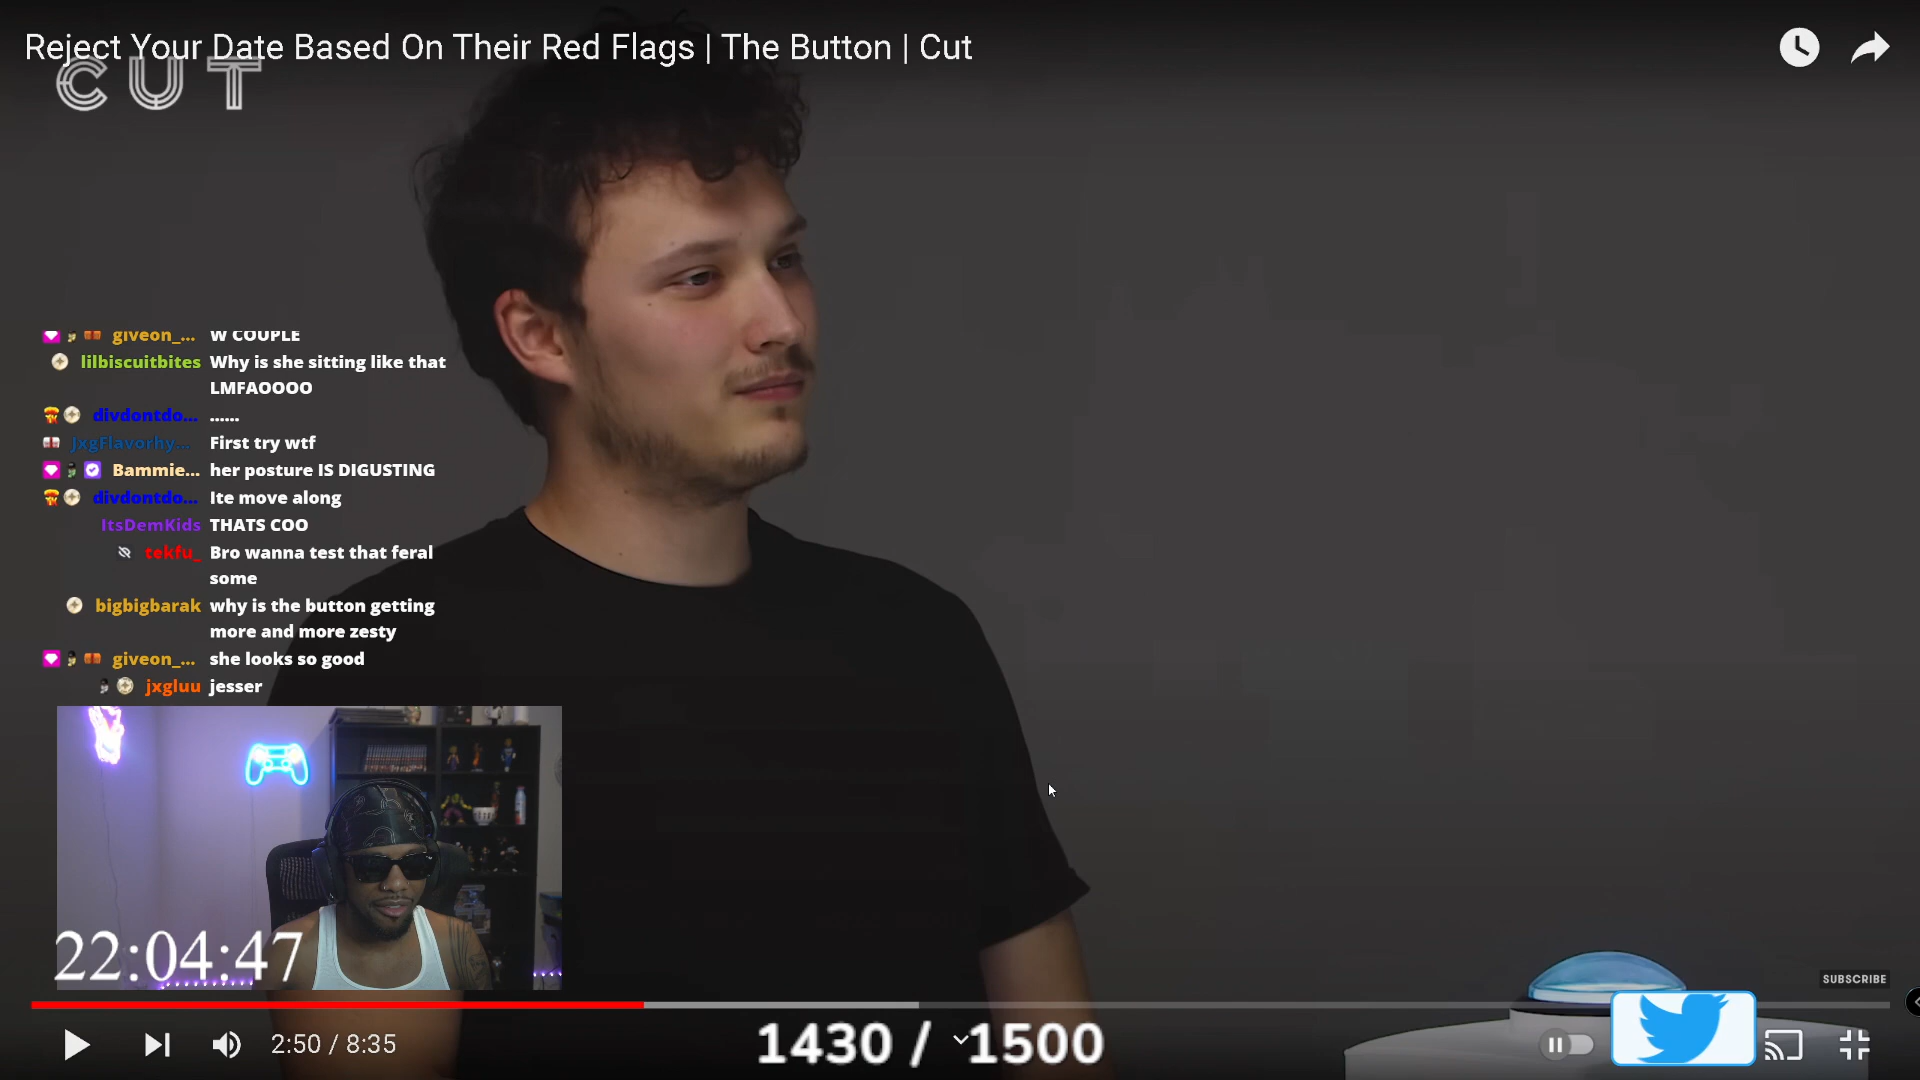 Reject Your Date Based On Their Red Flags | The Button | Cut
CUT
giveon_... W COUPLE
lilbiscuitbites Why is she sitting like that
LMFAOOOO
divdontdo... ......
JxgFlavorhy... First try wtf
Bammie... her posture IS DIGUSTING
divdontdo... Ite move along
ItsDemKids THATS COO
tekfu_ Bro wanna test that feral
some
bigbigbarak why is the button getting
more and more zesty
giveon_... she looks so good
jxgluu jesser
22:04:47
SUBSCRIBE
2:50 / 8:35
1430 / 1500